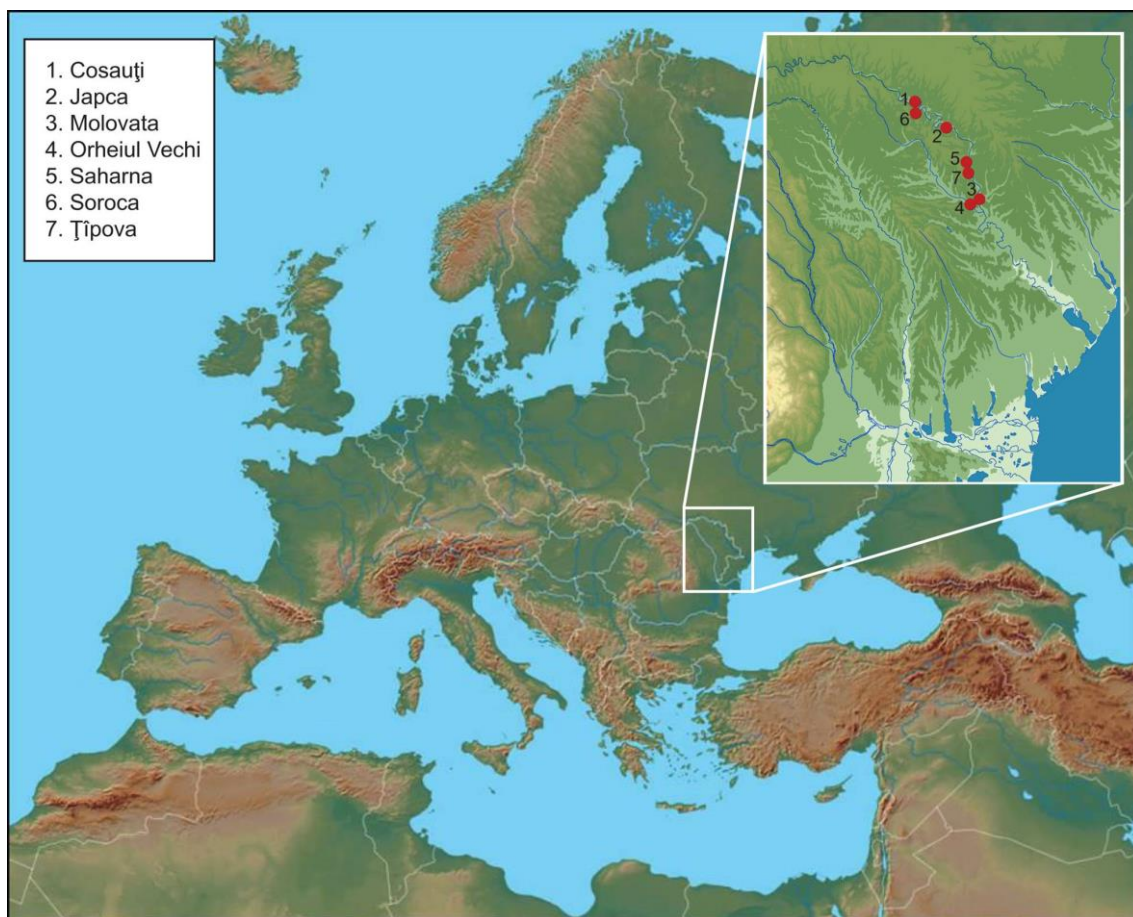 1. Cosauţi
2. Japca
3. Molovata
4. Orheiul Vechi
5. Saharna
6. Soroca
7. Ţîpova
1
6
2
5
7
3
4